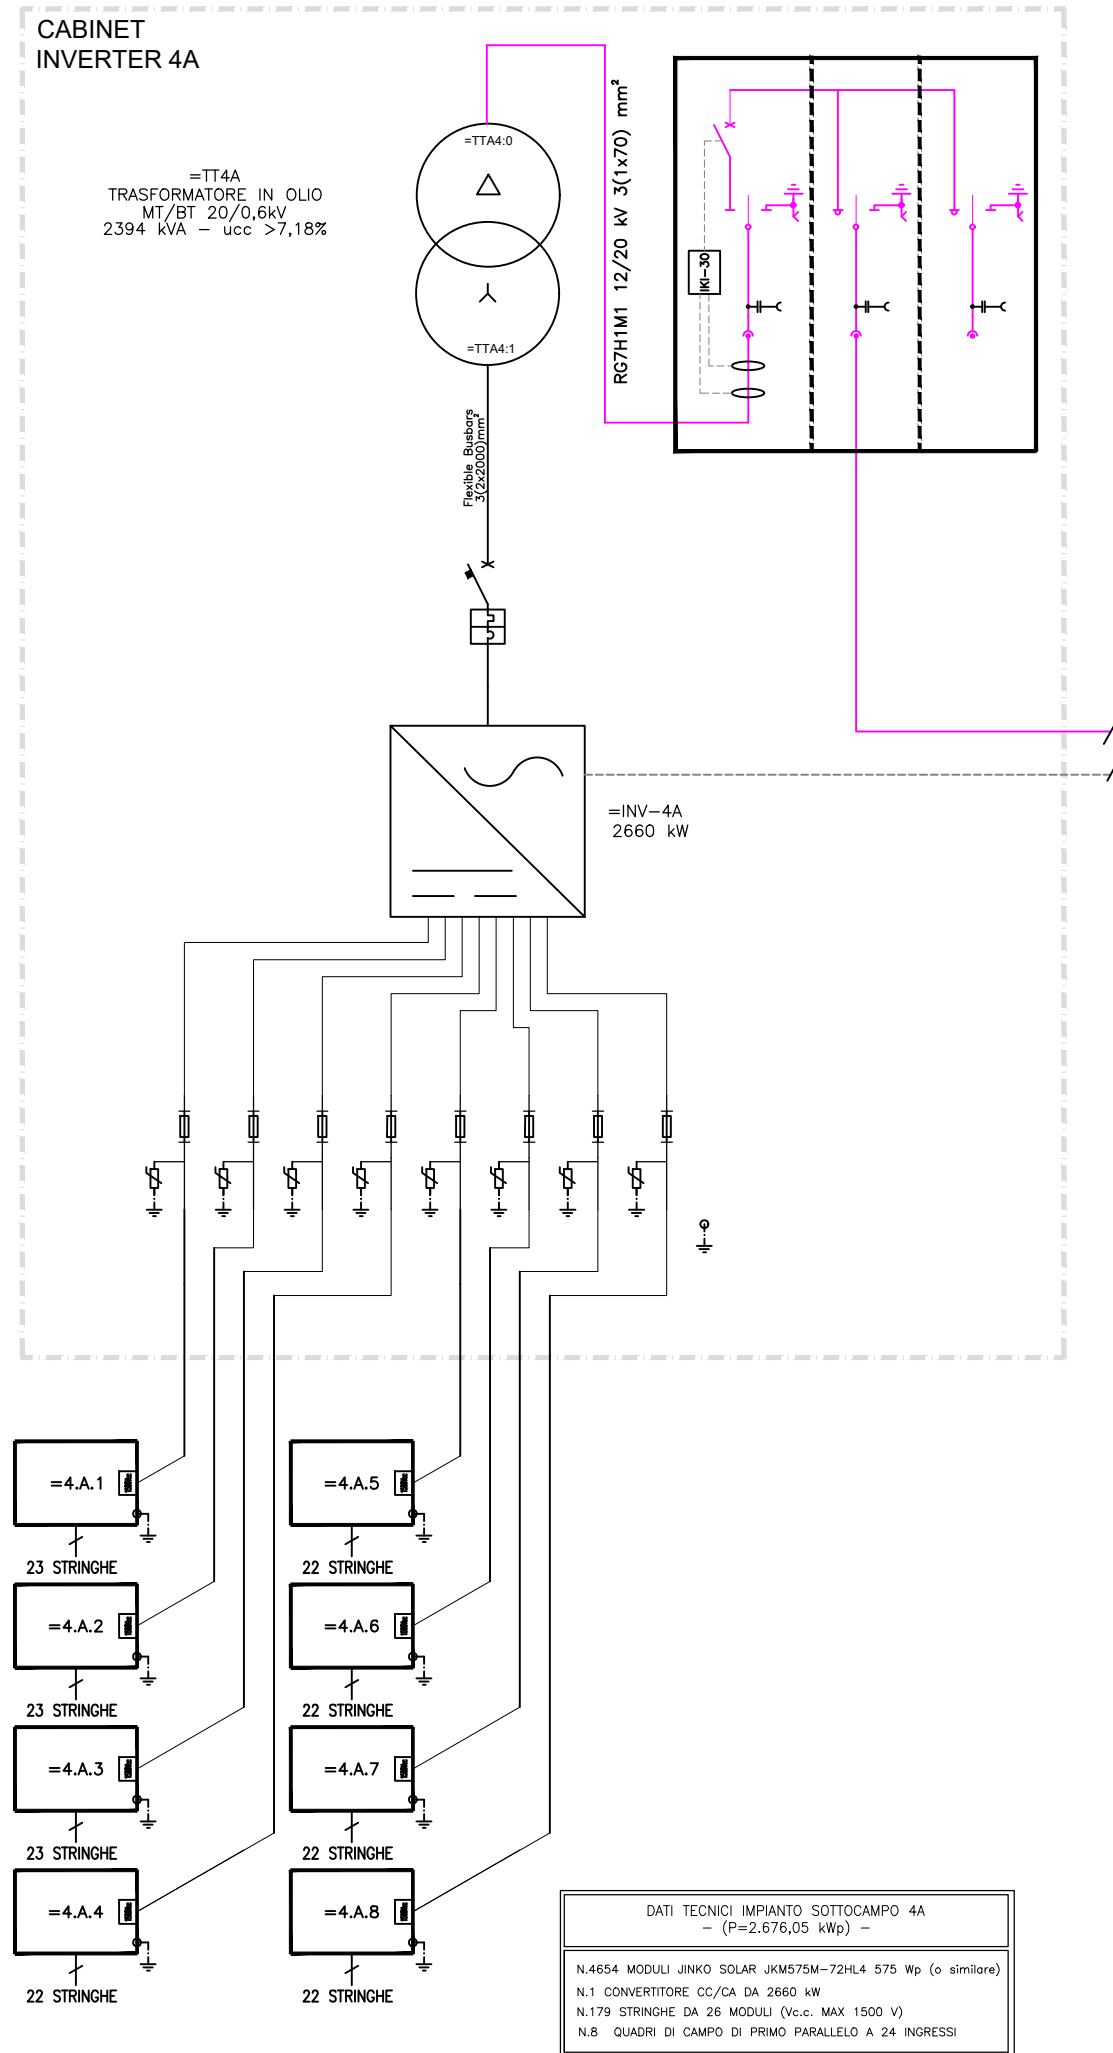 CABINET
INVERTER 4A
=TT4A
TRASFORMATORE IN OLIO
MT/BT 20/0,6kV
2394 kVA – ucc >7,18%
=TTA4:0
=TTA4:1
RG7H1M1 12/20 kV 3(1x70) mm²
IKI-30
Flexible Busbars
3(2x2000)mm²
=INV-4A
2660 kW
=4.A.1
23 STRINGHE
=4.A.5
22 STRINGHE
=4.A.2
23 STRINGHE
=4.A.6
22 STRINGHE
=4.A.3
23 STRINGHE
=4.A.7
22 STRINGHE
=4.A.4
22 STRINGHE
=4.A.8
22 STRINGHE
DATI TECNICI IMPIANTO SOTTOCAMPO 4A
– (P=2.676,05 kWp) –
N.4654 MODULI JINKO SOLAR JKM575M-72HL4 575 Wp (o similare)
N.1 CONVERTITORE CC/CA DA 2660 kW
N.179 STRINGHE DA 26 MODULI (Vc.c. MAX 1500 V)
N.8 QUADRI DI CAMPO DI PRIMO PARALLELO A 24 INGRESSI